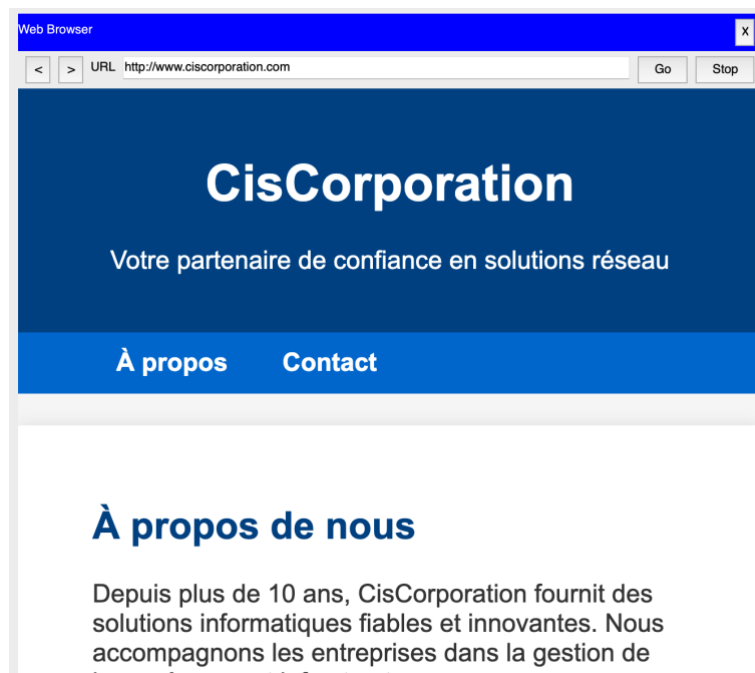 Web Browser
X
< > URL http://www.ciscorporation.com Go Stop
CisCorporation
Votre partenaire de confiance en solutions réseau
À propos Contact
À propos de nous
Depuis plus de 10 ans, CisCorporation fournit des
solutions informatiques fiables et innovantes. Nous
accompagnons les entreprises dans la gestion de